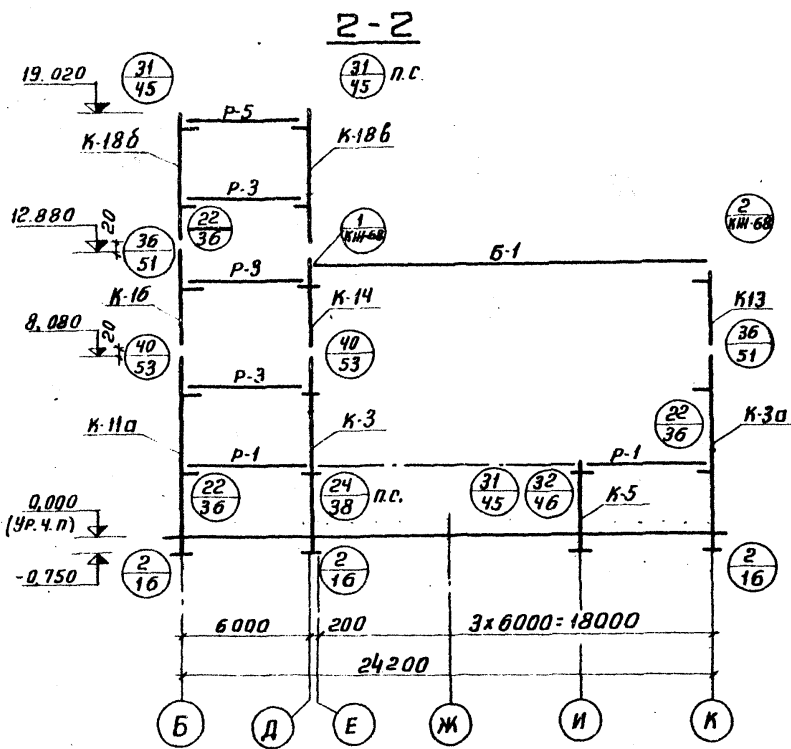 2-2
31/45
31/45 п.с.
19.020
Р-5
К-18б
К-18в
Р-3
12.880
20
22/36
1/КЖ-68
2/КЖ-68
36/51
Б-1
Р-3
К-16
К-14
К13
8,080
20
40/53
40/53
36/51
Р-3
К-11а
К-3
22/36
К-3а
Р-1
Р-1
22/36
24/38 п.с.
31/45
32/46
К-5
0,000
(Ур.ч.п)
-0,750
2/16
2/16
2/16
6000
200
3х6000=18000
24200
Б
Д
Е
Ж
И
К